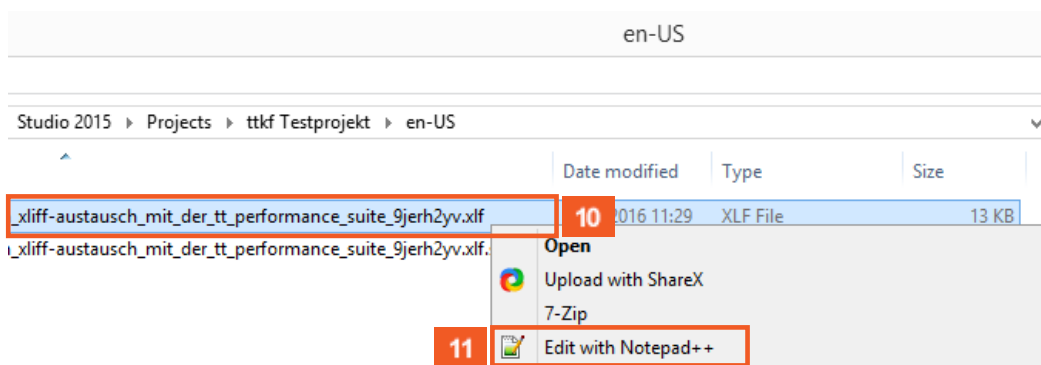 en-US
Studio 2015 Projects ttkf Testprojekt en-US
Date modified Type Size
_xliff-austausch_mit_der_tt_performance_suite_9jerh2yv.xlf 10 2016 11:29 XLF File 13 KB
_xliff-austausch_mit_der_tt_performance_suite_9jerh2yv.xlf.
Open
Upload with ShareX
7-Zip
11 Edit with Notepad++